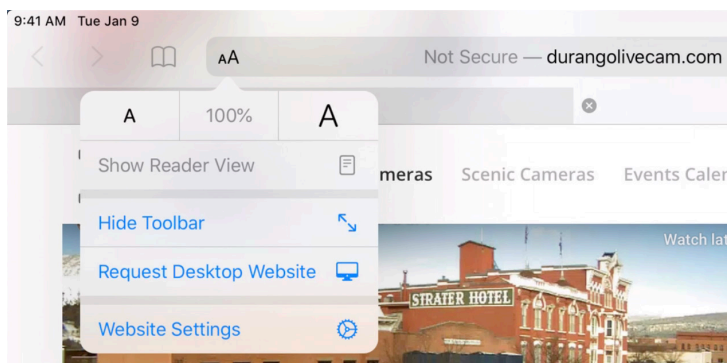 9:41 AM Tue Jan 9
AA
Not Secure — durangolivecam.com
A 100% A
Show Reader View
meras Scenic Cameras Events Caler
Hide Toolbar
Watch lat
Request Desktop Website
STRATER HOTEL
Website Settings